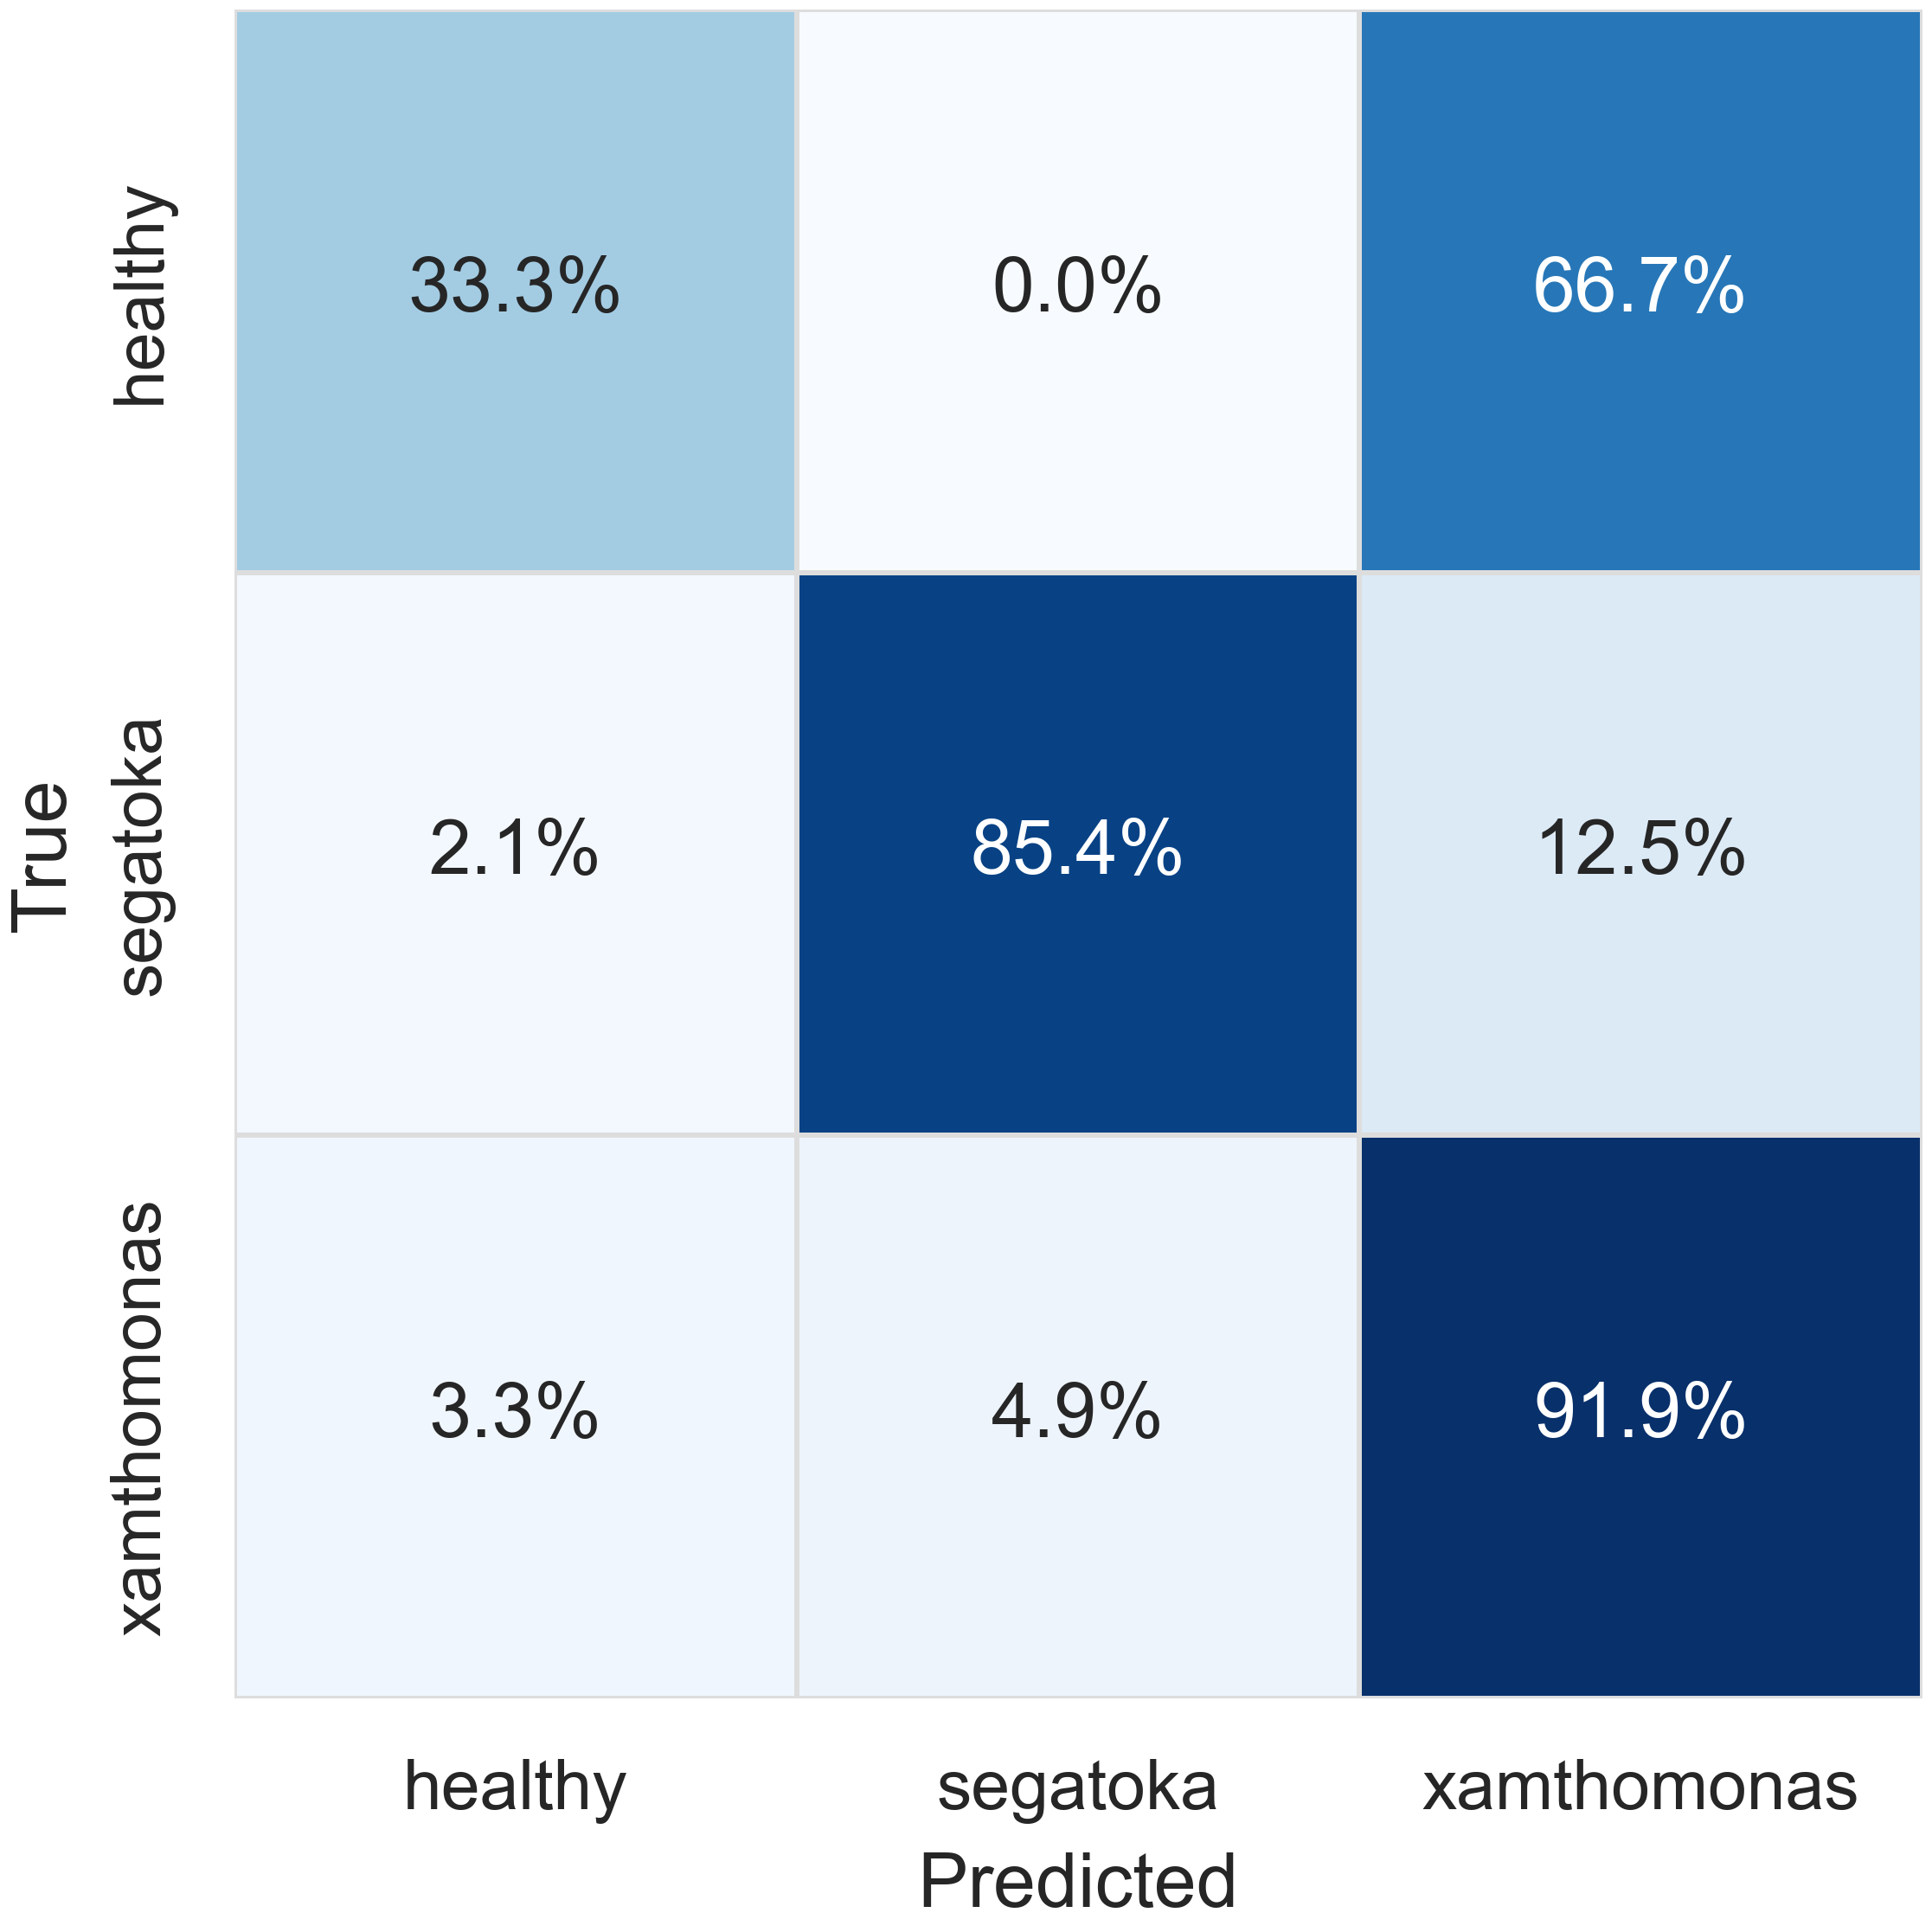 True
healthy
33.3% 0.0% 66.7%
segatoka
2.1% 85.4% 12.5%
xamthomonas
3.3% 4.9% 91.9%
healthy segatoka xamthomonas
Predicted